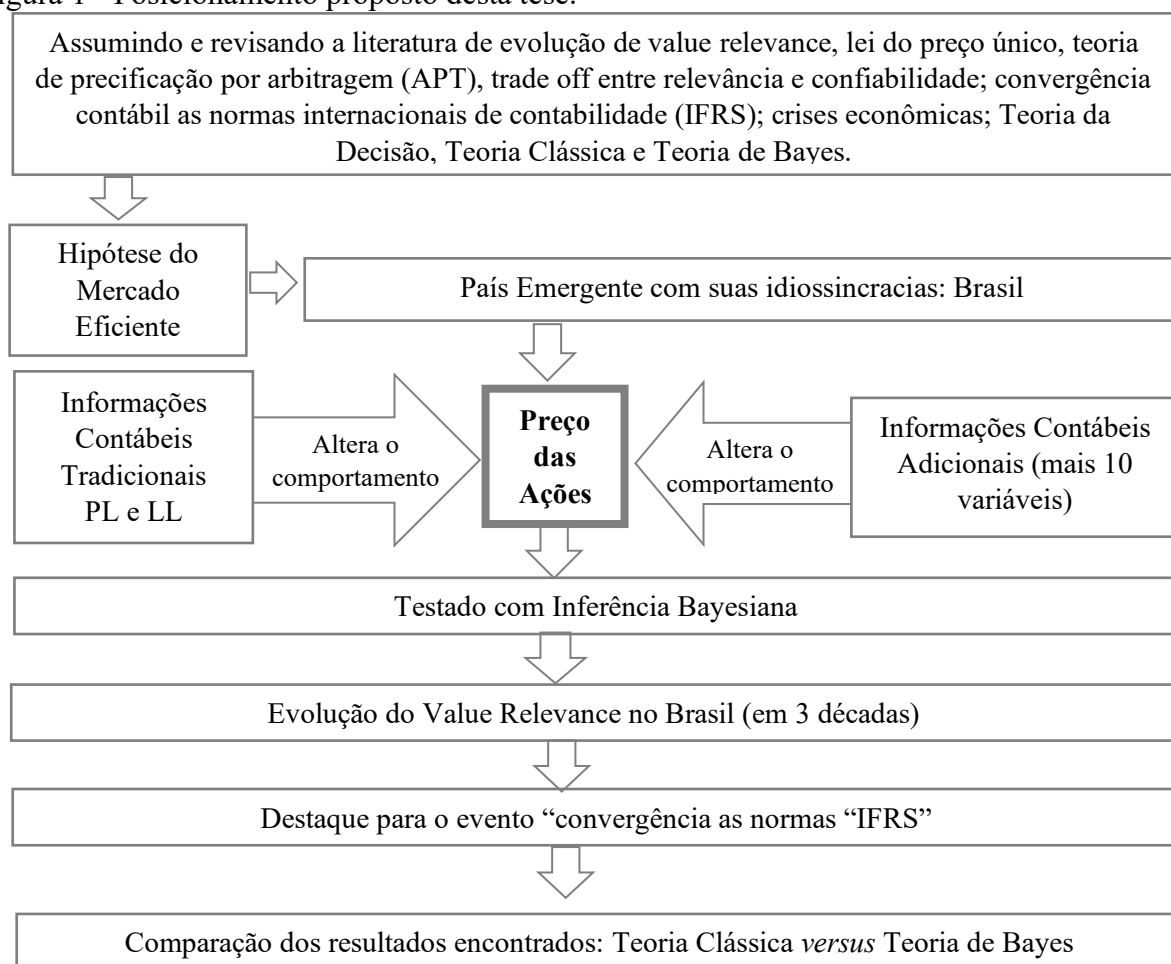 Figura 1 - Posicionamento proposto desta tese.
Assumindo e revisando a literatura de evolução de value relevance, lei do preço único, teoria
de precificação por arbitragem (APT), trade off entre relevância e confiabilidade; convergência
contábil as normas internacionais de contabilidade (IFRS); crises econômicas; Teoria da
Decisão, Teoria Clássica e Teoria de Bayes.
Hipótese do
Mercado
Eficiente
País Emergente com suas idiossincracias: Brasil
Informações
Contábeis
Tradicionais
PL e LL
Altera o
comportamento
Preço
das
Ações
Altera o
comportamento
Informações Contábeis
Adicionais (mais 10
variáveis)
Testado com Inferência Bayesiana
Evolução do Value Relevance no Brasil (em 3 décadas)
Destaque para o evento “convergência as normas “IFRS“
Comparação dos resultados encontrados: Teoria Clássica versus Teoria de Bayes